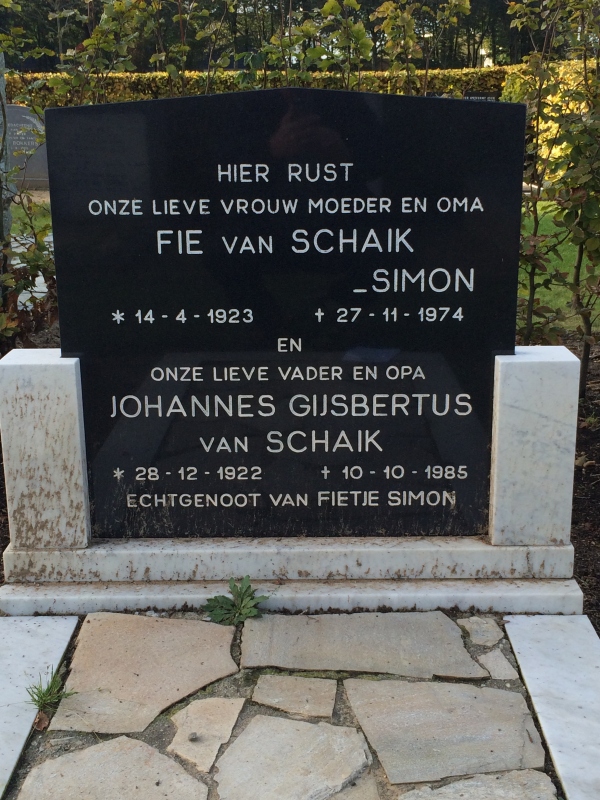 HIER RUST
ONZE LIEVE VROUW MOEDER EN OMA
FIE VAN SCHAIK
_SIMON
* 14-4-1923 † 27-11-1974
EN
ONZE LIEVE VADER EN OPA
JOHANNES GIJSBERTUS
VAN SCHAIK
* 28-12-1922 † 10-10-1985
ECHTGENOOT VAN FIETJE SIMON